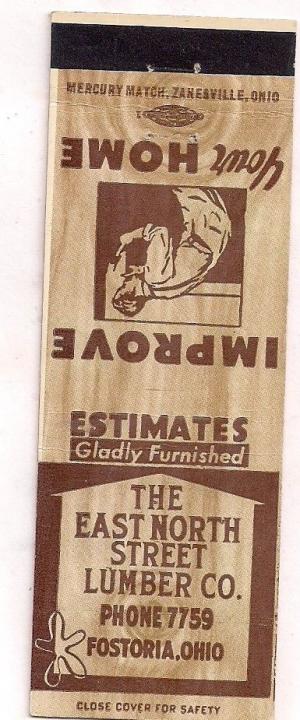 MERCURY MATCH, ZANESVILLE, OHIO
IMPROVE
Your HOME
ESTIMATES
Gladly Furnished
THE
EAST NORTH
STREET
LUMBER CO.
PHONE 7759
FOSTORIA, OHIO
CLOSE COVER FOR SAFETY